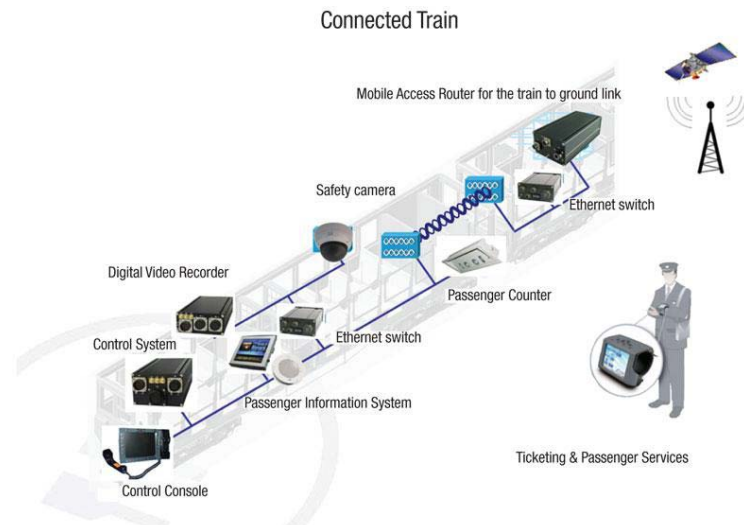 Connected Train
Mobile Access Router for the train to ground link
Safety camera
Ethernet switch
Digital Video Recorder
Passenger Counter
Control System
Ethernet switch
Passenger Information System
Ticketing & Passenger Services
Control Console